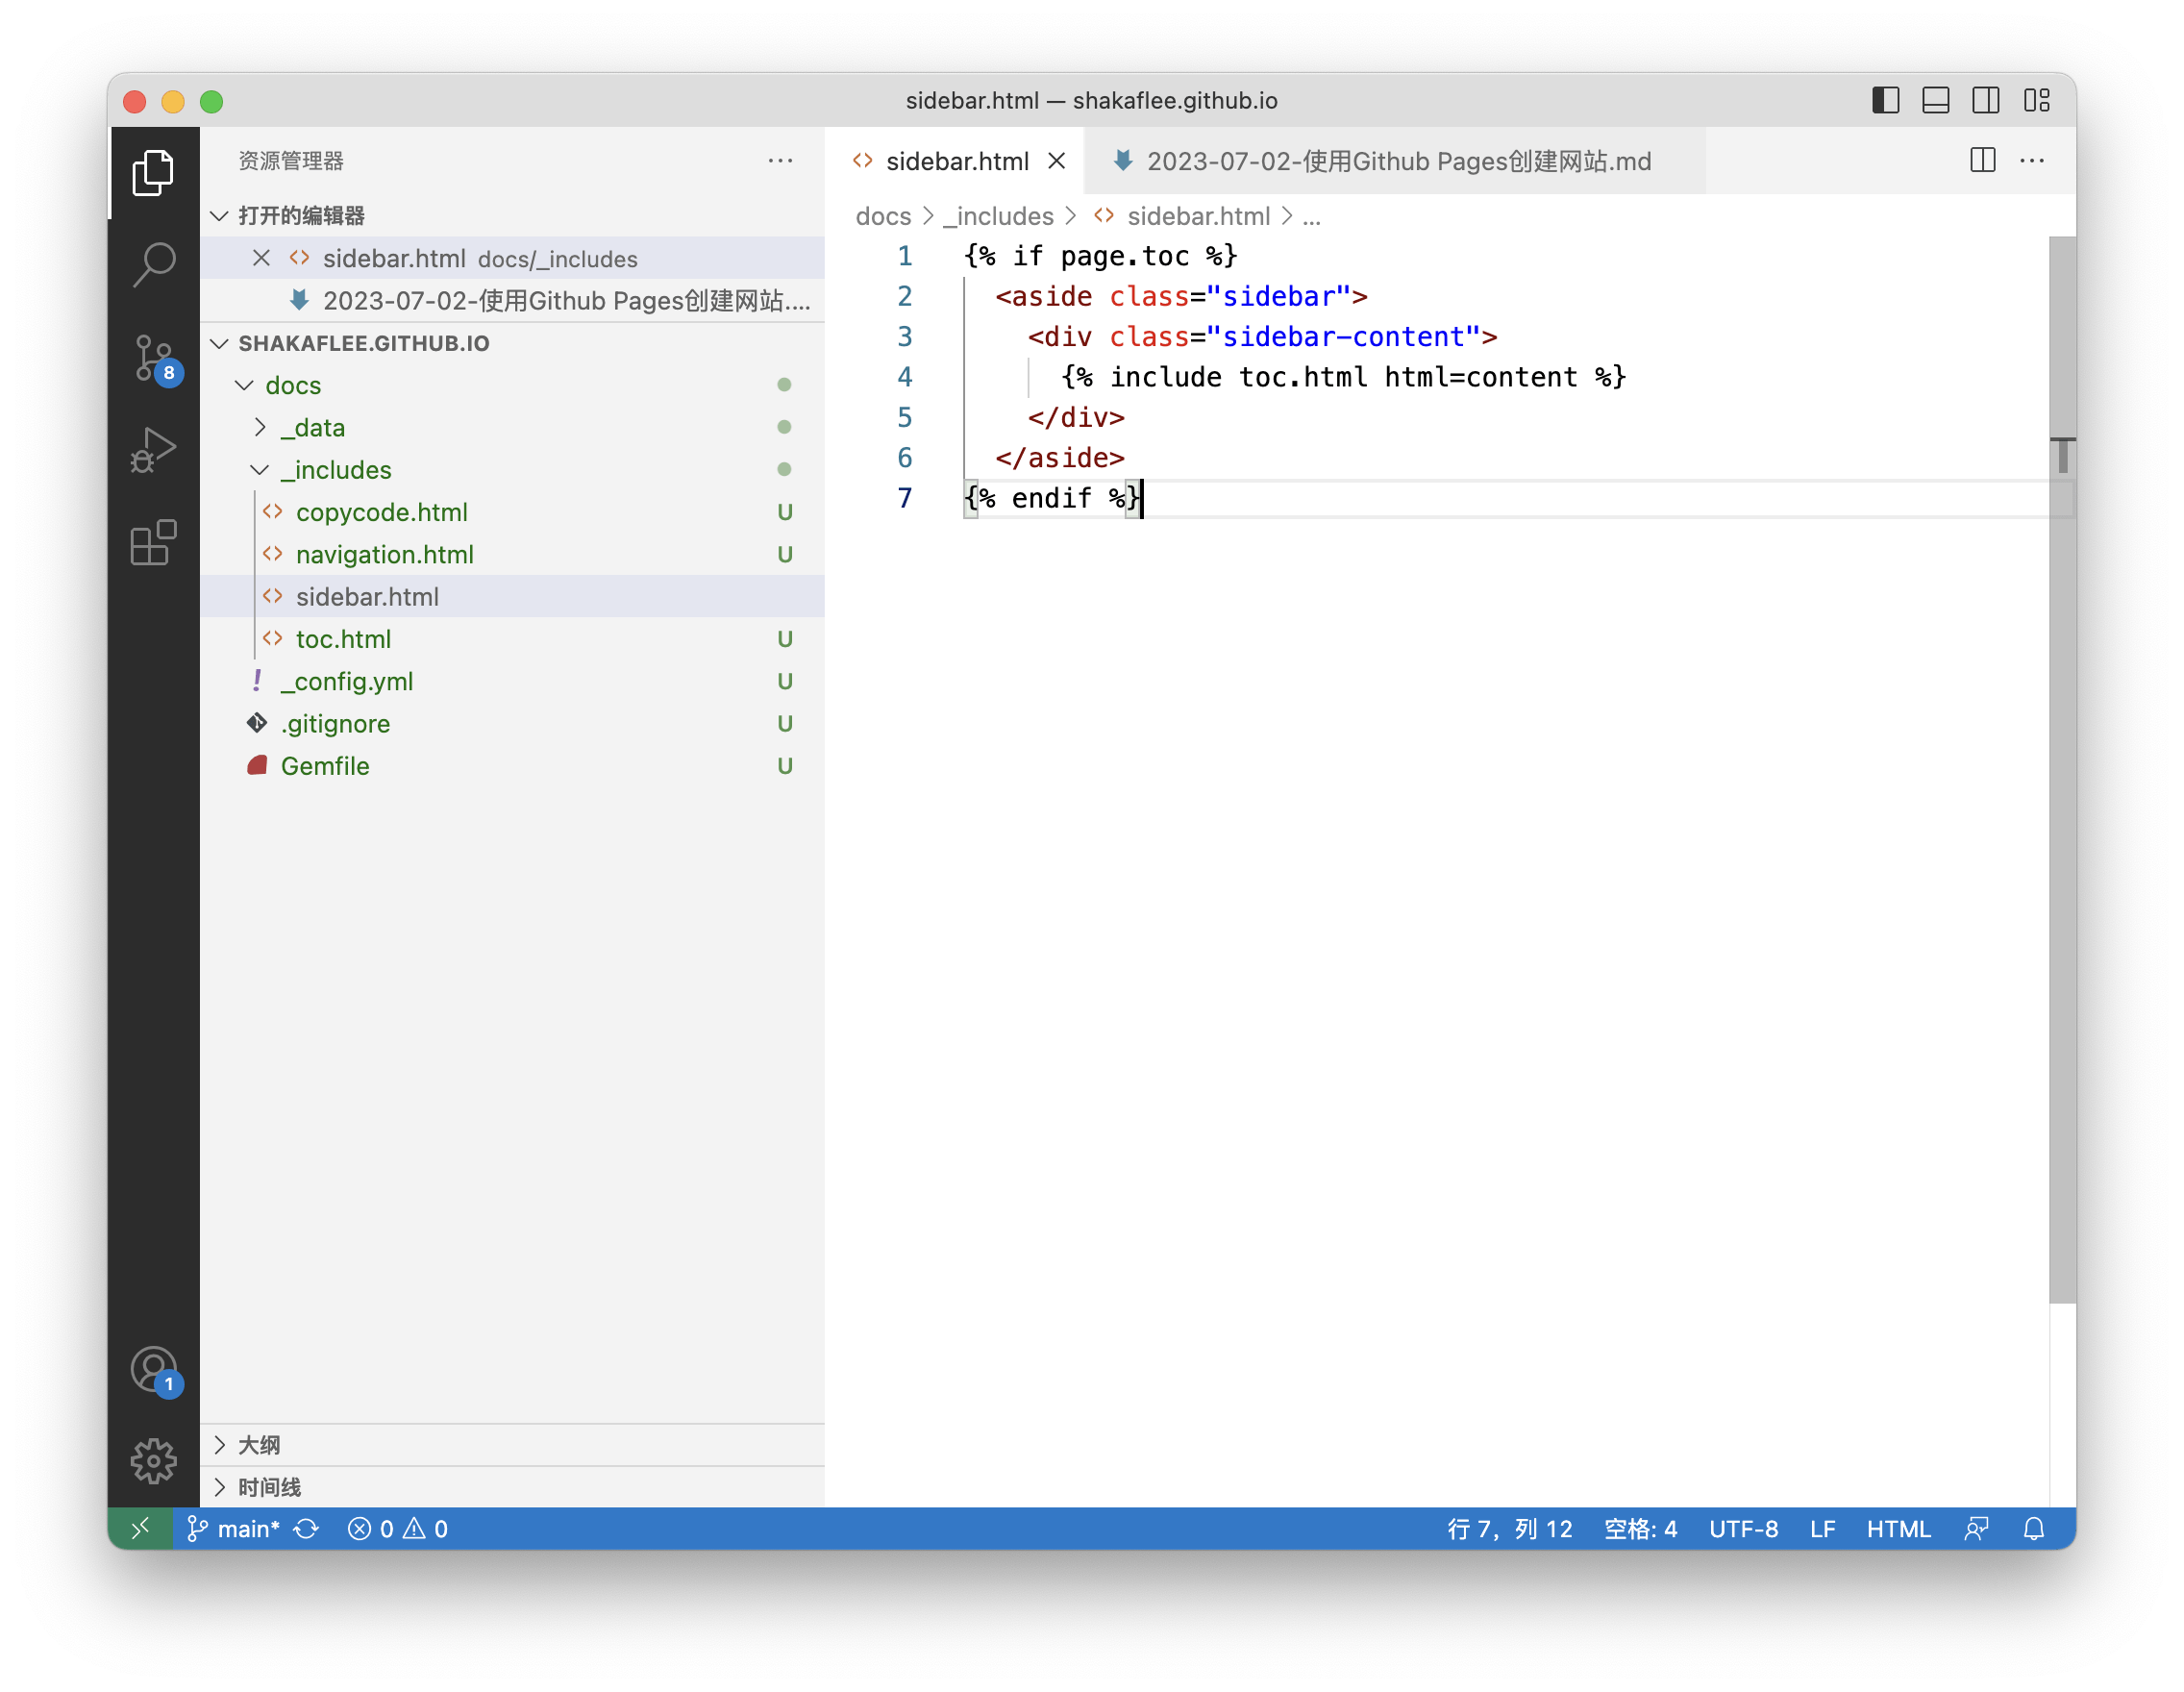 sidebar.html — shakaflee.github.io
资源管理器
打开的编辑器
sidebar.html docs/_includes
2023-07-02-使用Github Pages创建网站....
SHAKAFLEE.GITHUB.IO
docs
_data
_includes
copycode.html U
navigation.html U
sidebar.html
toc.html U
_config.yml U
.gitignore U
Gemfile U
大纲
时间线
8
1
sidebar.html
2023-07-02-使用Github Pages创建网站.md
docs > _includes > sidebar.html > ...
1 {% if page.toc %}
2 <aside class="sidebar">
3 <div class="sidebar-content">
4 {% include toc.html html=content %}
5 </div>
6 </aside>
7 {% endif %}
main* 0 0 行 7，列 12 空格: 4 UTF-8 LF HTML